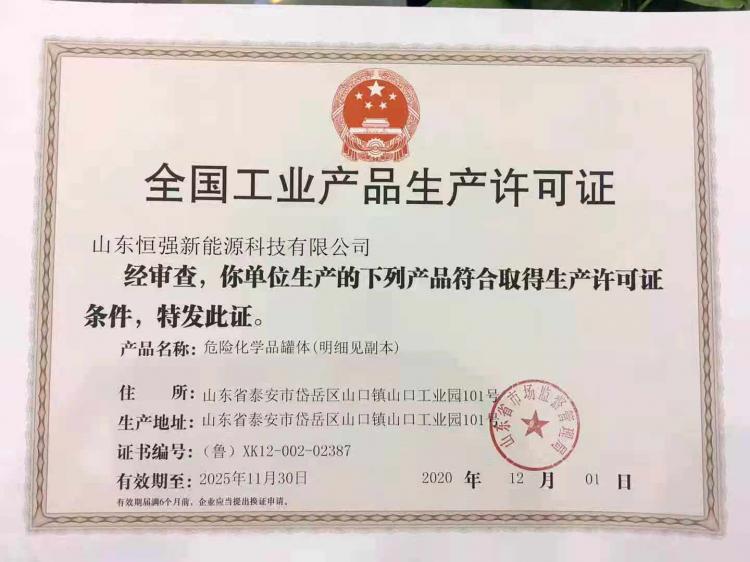 全国工业产品生产许可证
山东恒强新能源科技有限公司
经审查，你单位生产的下列产品符合取得生产许可证
条件，特发此证。
产品名称：危险化学品罐体(明细见副本)
住 所：山东省泰安市岱岳区山口镇山口工业园101号
生产地址：山东省泰安市岱岳区山口镇山口工业园101号
山东省市场监督管理局
证书编号：（鲁）XK12-002-02387
有效期至：2025年11月30日
2020 年 12 月 01 日
有效期届满6个月前，企业应当提出换证申请。